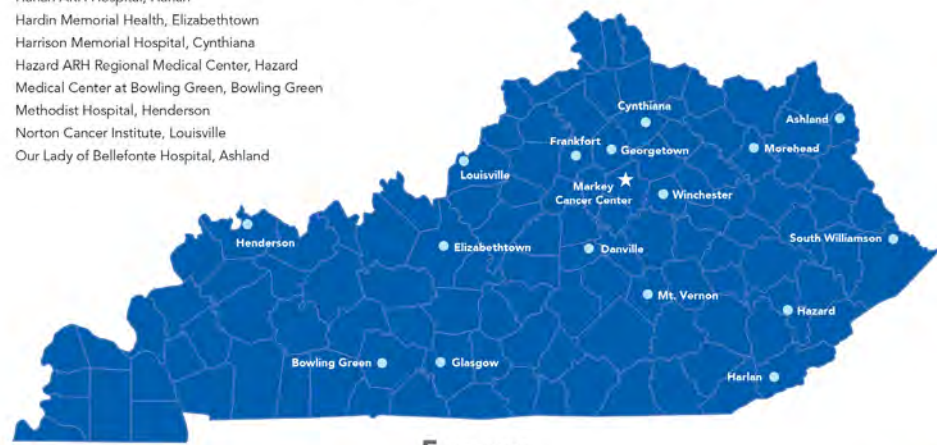 Hardin Memorial Health, Elizabethtown
Harrison Memorial Hospital, Cynthiana
Hazard ARH Regional Medical Center, Hazard
Medical Center at Bowling Green, Bowling Green
Methodist Hospital, Henderson
Norton Cancer Institute, Louisville
Our Lady of Bellefonte Hospital, Ashland
Cynthiana
Ashland
Frankfort
Georgetown
Morehead
Louisville
Markey
Cancer Center
Winchester
Henderson
Elizabethtown
Danville
South Williamson
Mt. Vernon
Hazard
Bowling Green
Glasgow
Harlan